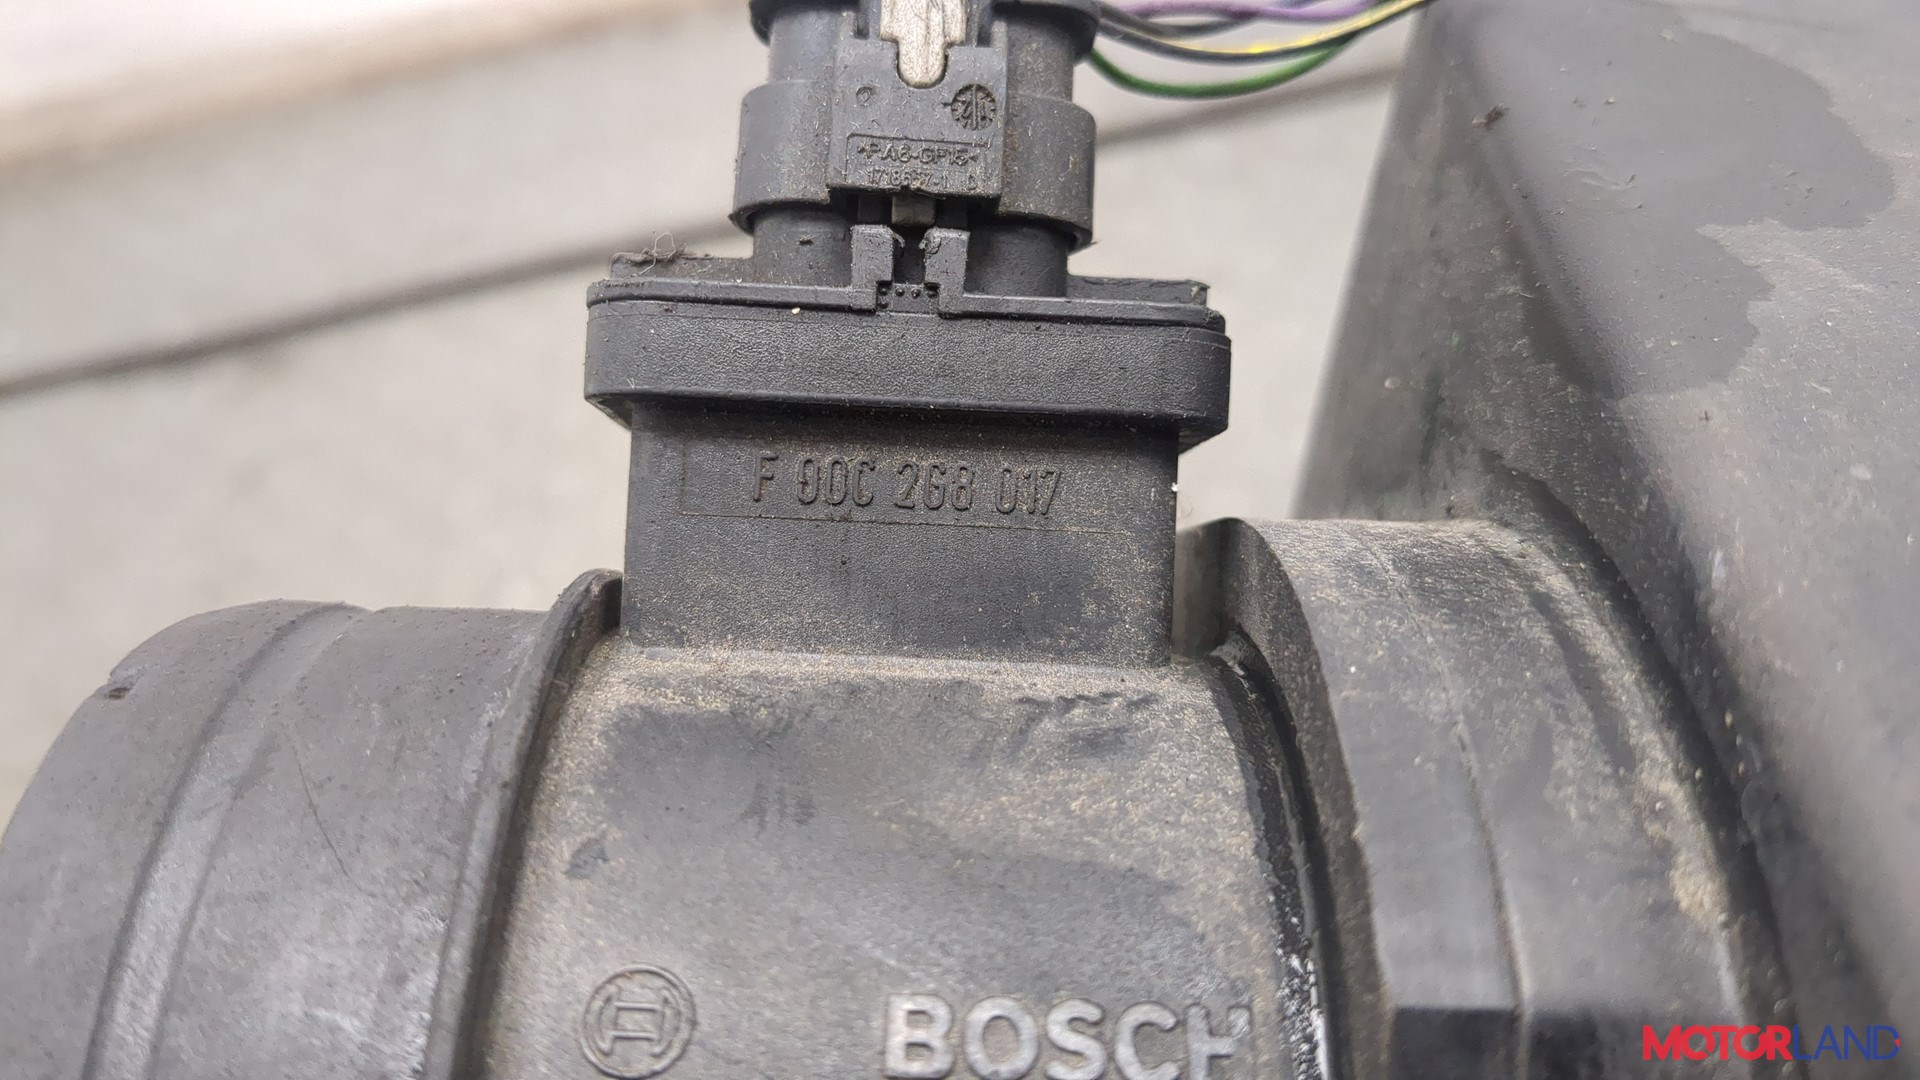 >PA6-GF15<
F 00C 2G8 017
BOSCH
MOTORLAND